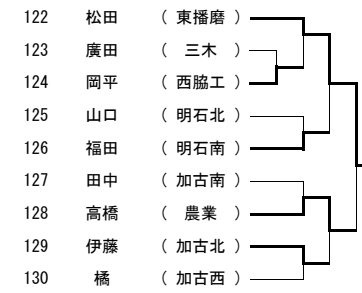 122 松田 ( 東播磨 )
123 廣田 ( 三木 )
124 岡平 ( 西脇工 )
125 山口 ( 明石北 )
126 福田 ( 明石南 )
127 田中 ( 加古南 )
128 高橋 ( 農業 )
129 伊藤 ( 加古北 )
130 橘 ( 加古西 )